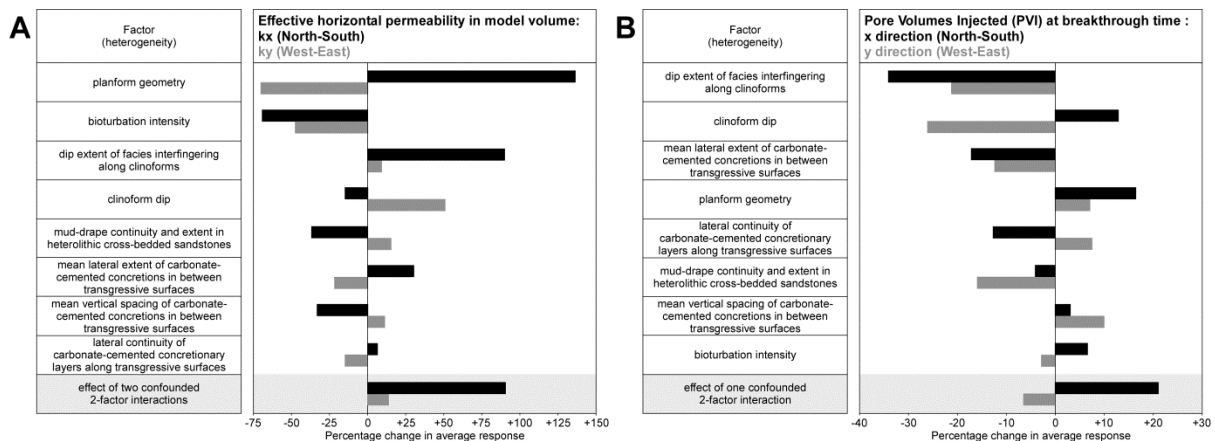 A
Factor
(heterogeneity)
Effective horizontal permeability in model volume:
kx (North-South)
ky (West-East)
planform geometry
bioturbation intensity
dip extent of facies interfingering
along clinoforms
clinoform dip
mud-drape continuity and extent in
heterolithic cross-bedded sandstones
mean lateral extent of carbonate-
cemented concretions in between
transgressive surfaces
mean vertical spacing of carbonate-
cemented concretions in between
transgressive surfaces
lateral continuity of
carbonate-cemented concretionary
layers along transgressive surfaces
effect of two confounded
2-factor interactions
-75 -50 -25 0 +25 +50 +75 +100 +125 +150
Percentage change in average response
B
Factor
(heterogeneity)
Pore Volumes Injected (PVI) at breakthrough time :
x direction (North-South)
y direction (West-East)
dip extent of facies interfingering
along clinoforms
clinoform dip
mean lateral extent of carbonate-
cemented concretions in between
transgressive surfaces
planform geometry
lateral continuity of
carbonate-cemented concretionary
layers along transgressive surfaces
mud-drape continuity and extent in
heterolithic cross-bedded sandstones
mean vertical spacing of carbonate-
cemented concretions in between
transgressive surfaces
bioturbation intensity
effect of one confounded
2-factor interaction
-40 -30 -20 -10 0 +10 +20 +30
Percentage change in average response